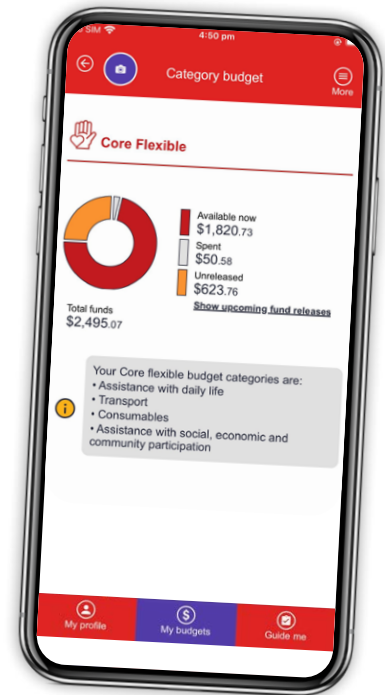 SIM
4:50 pm
Category budget
More
Core Flexible
Available now
$1,820.73
Spent
$50.58
Unreleased
$623.76
Show upcoming fund releases
Total funds
$2,495.07
Your Core flexible budget categories are:
• Assistance with daily life
• Transport
• Consumables
• Assistance with social, economic and
community participation
i
My profile
$
My budgets
Guide me